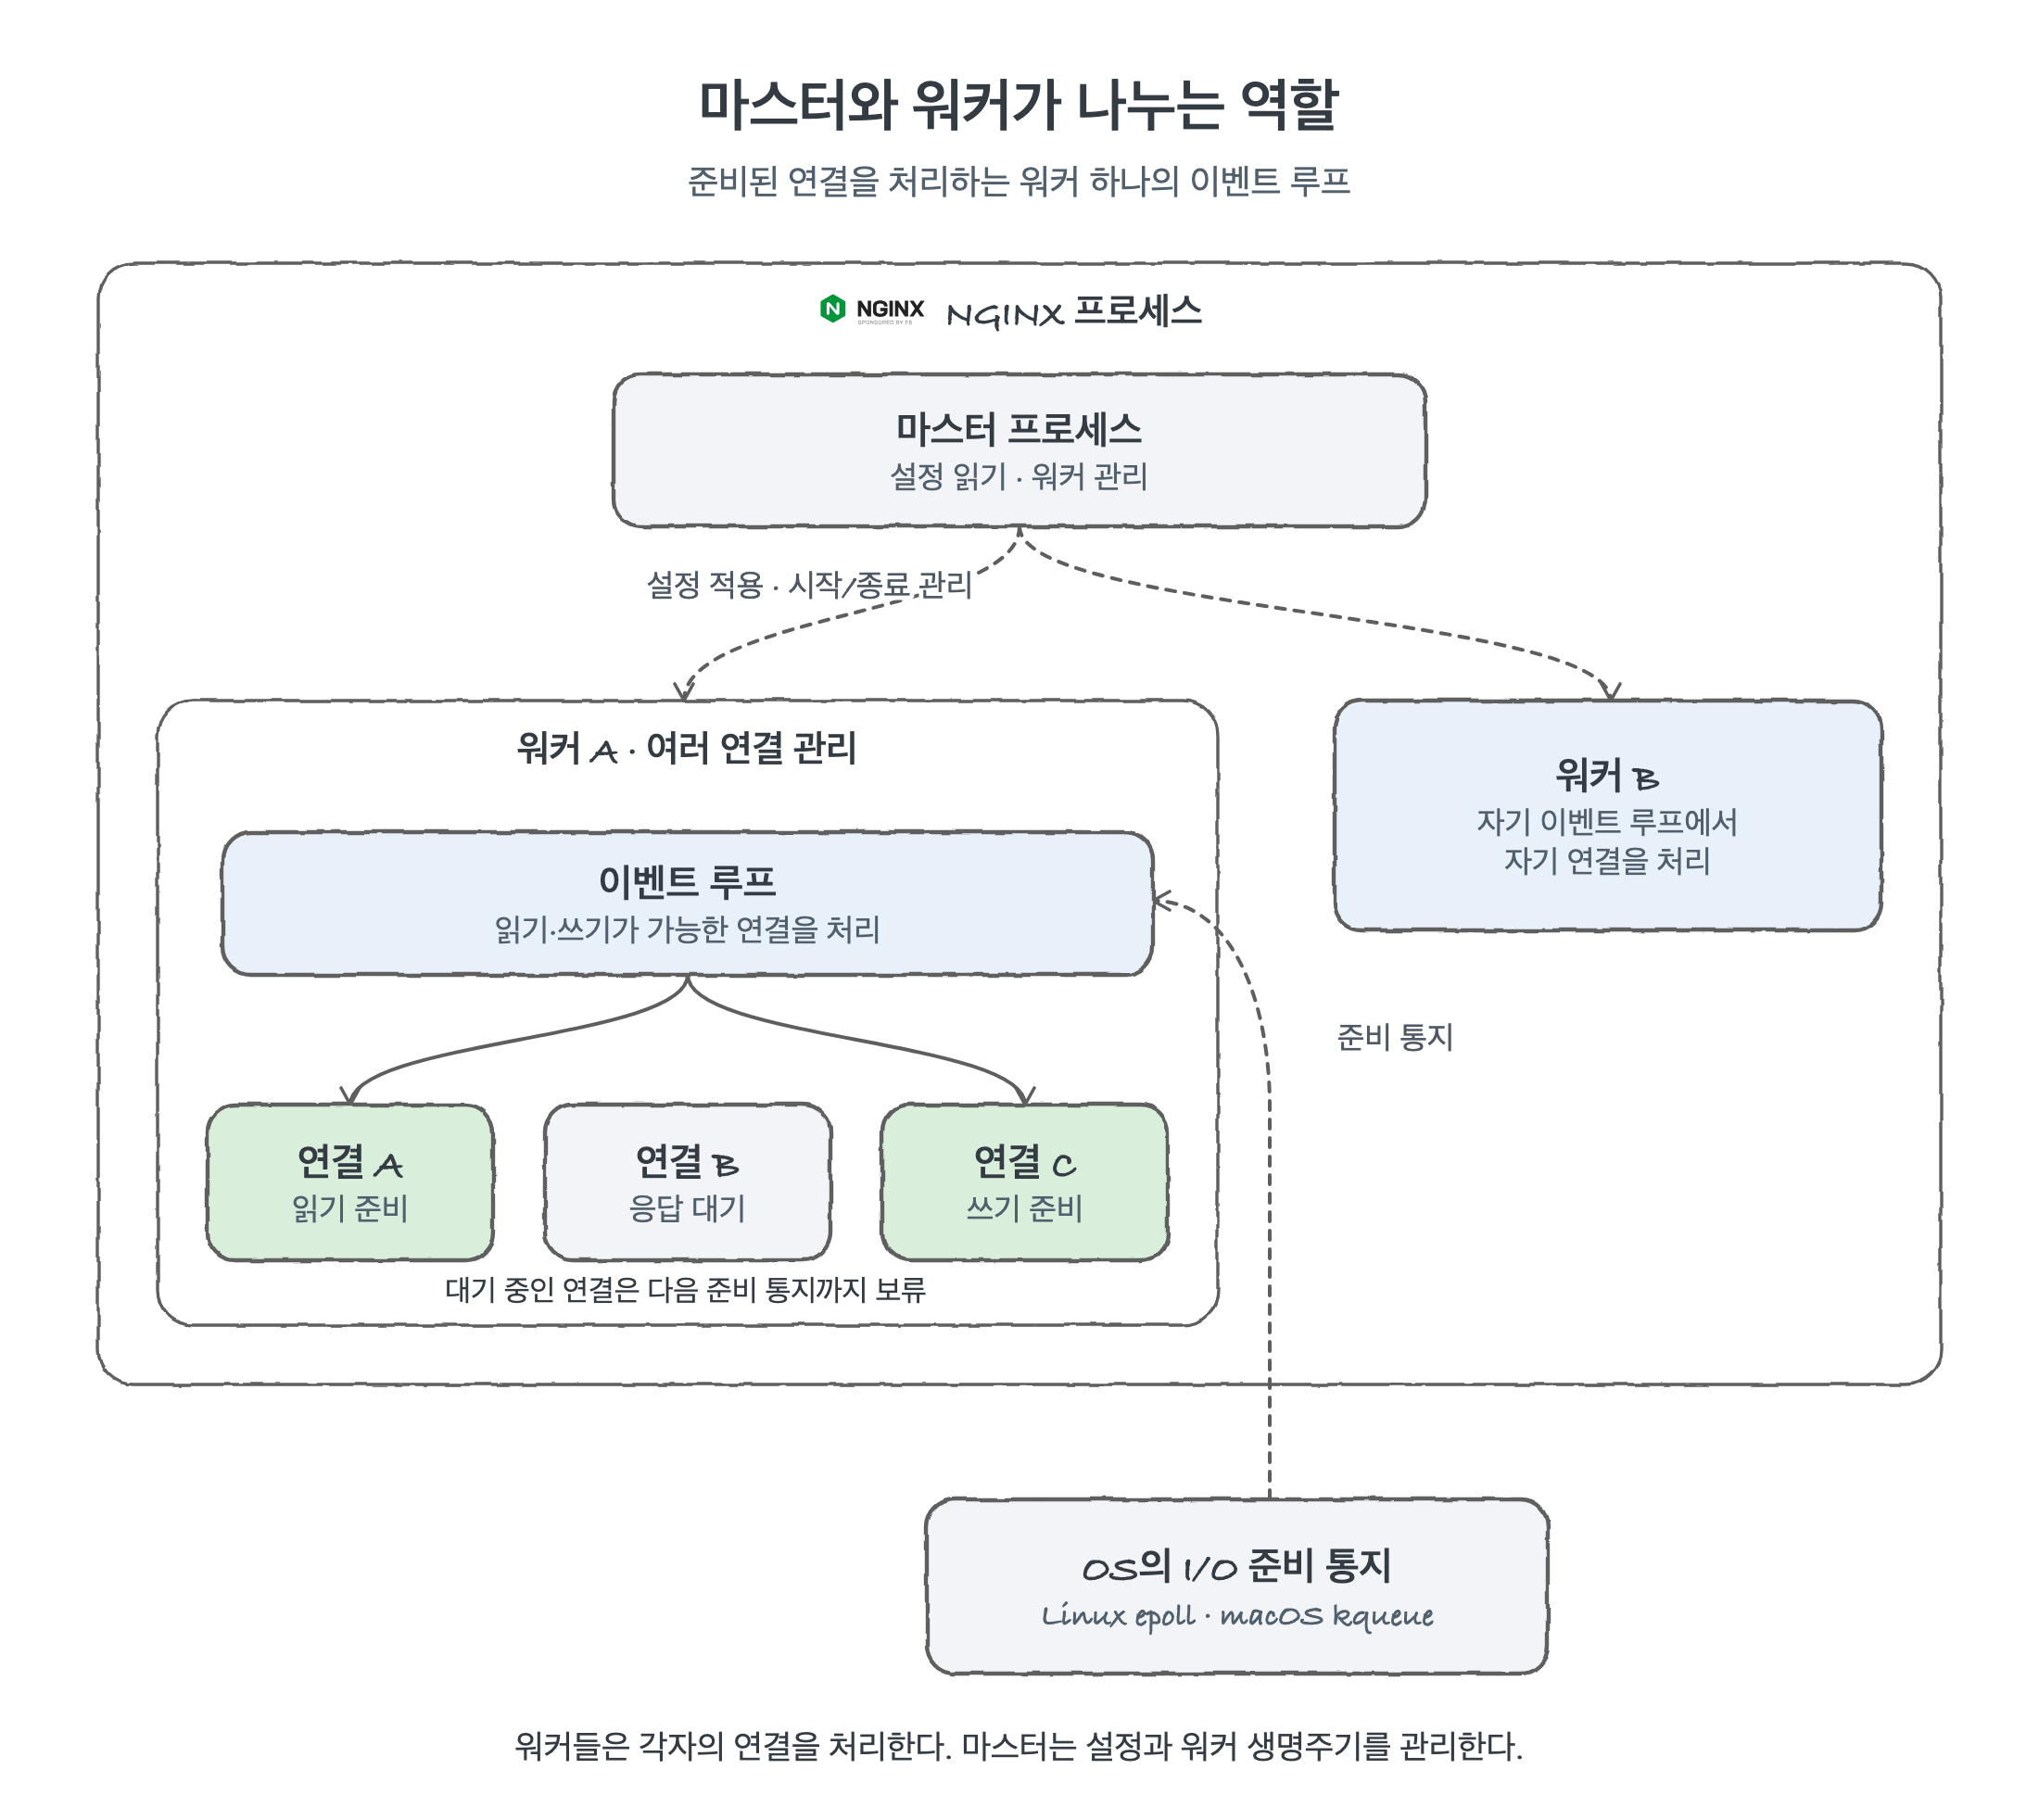 마스터와 워커가 나누는 역할
준비된 연결을 처리하는 워커 하나의 이벤트 루프
NGINX
SPONSORED BY F5
NGINX 프로세스
마스터 프로세스
설정 읽기 · 워커 관리
설정 적용 · 시작/종료 관리
워커 A · 여러 연결 관리
워커 B
자기 이벤트 루프에서
자기 연결을 처리
이벤트 루프
읽기·쓰기가 가능한 연결을 처리
준비 통지
연결 A
읽기 준비
연결 B
응답 대기
연결 C
쓰기 준비
대기 중인 연결은 다음 준비 통지까지 보류
OS의 I/O 준비 통지
Linux epoll · macOS kqueue
워커들은 각자의 연결을 처리한다. 마스터는 설정과 워커 생명주기를 관리한다.